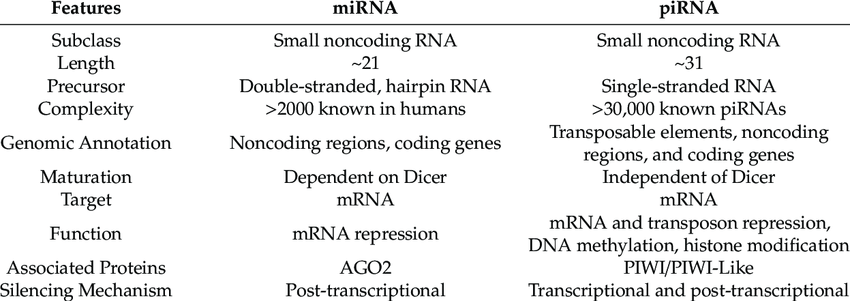 Features miRNA piRNA
Subclass Small noncoding RNA Small noncoding RNA
Length ~21 ~31
Precursor Double-stranded, hairpin RNA Single-stranded RNA
Complexity >2000 known in humans >30,000 known piRNAs
Genomic Annotation Noncoding regions, coding genes Transposable elements, noncoding
regions, and coding genes
Maturation Dependent on Dicer Independent of Dicer
Target mRNA mRNA
Function mRNA repression mRNA and transposon repression,
DNA methylation, histone modification
Associated Proteins AGO2 PIWI/PIWI-Like
Silencing Mechanism Post-transcriptional Transcriptional and post-transcriptional